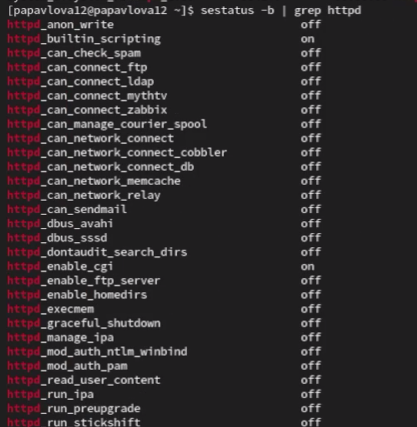 [papavlova12@papavlova12 ~]$ sestatus -b | grep httpd
httpd_anon_write off
httpd_builtin_scripting on
httpd_can_check_spam off
httpd_can_connect_ftp off
httpd_can_connect_ldap off
httpd_can_connect_mythtv off
httpd_can_connect_zabbix off
httpd_can_manage_courier_spool off
httpd_can_network_connect off
httpd_can_network_connect_cobbler off
httpd_can_network_connect_db off
httpd_can_network_memcache off
httpd_can_network_relay off
httpd_can_sendmail off
httpd_dbus_avahi off
httpd_dbus_sssd off
httpd_dontaudit_search_dirs off
httpd_enable_cgi on
httpd_enable_ftp_server off
httpd_enable_homedirs off
httpd_execmem off
httpd_graceful_shutdown off
httpd_manage_ipa off
httpd_mod_auth_ntlm_winbind off
httpd_mod_auth_pam off
httpd_read_user_content off
httpd_run_ipa off
httpd_run_preupgrade off
httpd_run_stickshift off